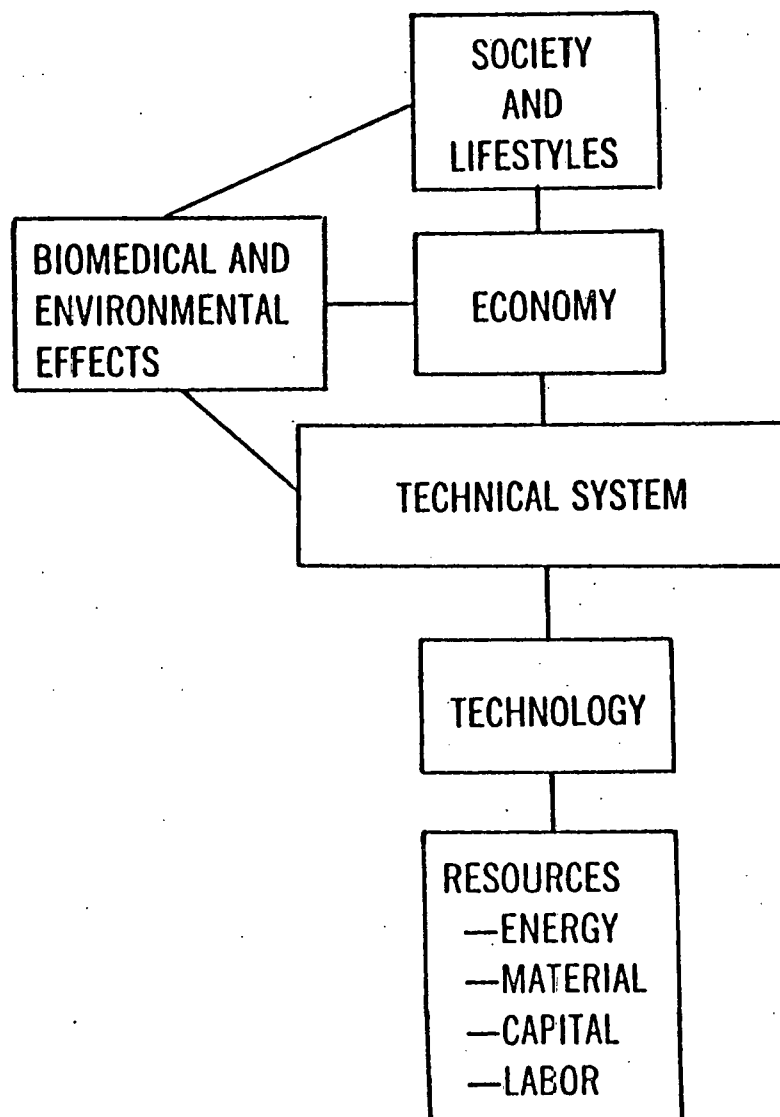 SOCIETY
AND
LIFESTYLES
BIOMEDICAL AND
ENVIRONMENTAL
EFFECTS
ECONOMY
TECHNICAL SYSTEM
TECHNOLOGY
RESOURCES
—ENERGY
—MATERIAL
—CAPITAL
—LABOR